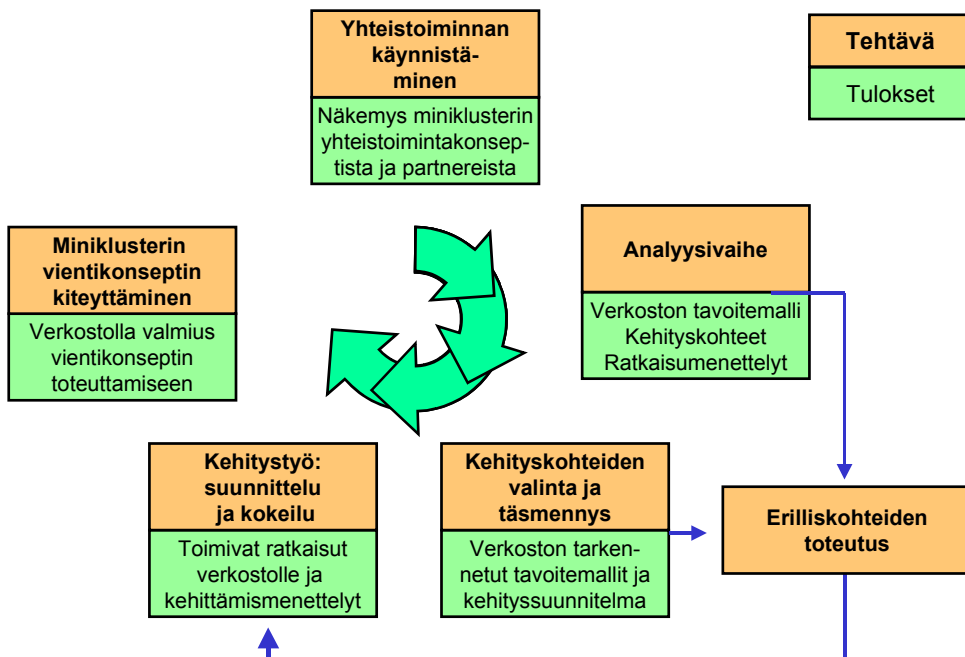 Yhteistoiminnan
käynnistä-
minen
Näkemys miniklusterin
yhteistoimintakonsep-
tista ja partnereista
Tehtävä
Tulokset
Analyysivaihe
Verkoston tavoitemalli
Kehityskohteet
Ratkaisumenettelyt
Miniklusterin
vientikonseptin
kiteyttäminen
Verkostolla valmius
vientikonseptin
toteuttamiseen
Kehitystyö:
suunnittelu
ja kokeilu
Toimivat ratkaisut
verkostolle ja
kehittämismenettelyt
Kehityskohteiden
valinta ja
täsmennys
Verkoston tarken-
netut tavoitemallit ja
kehityssuunnitelma
Erilliskohteiden
toteutus